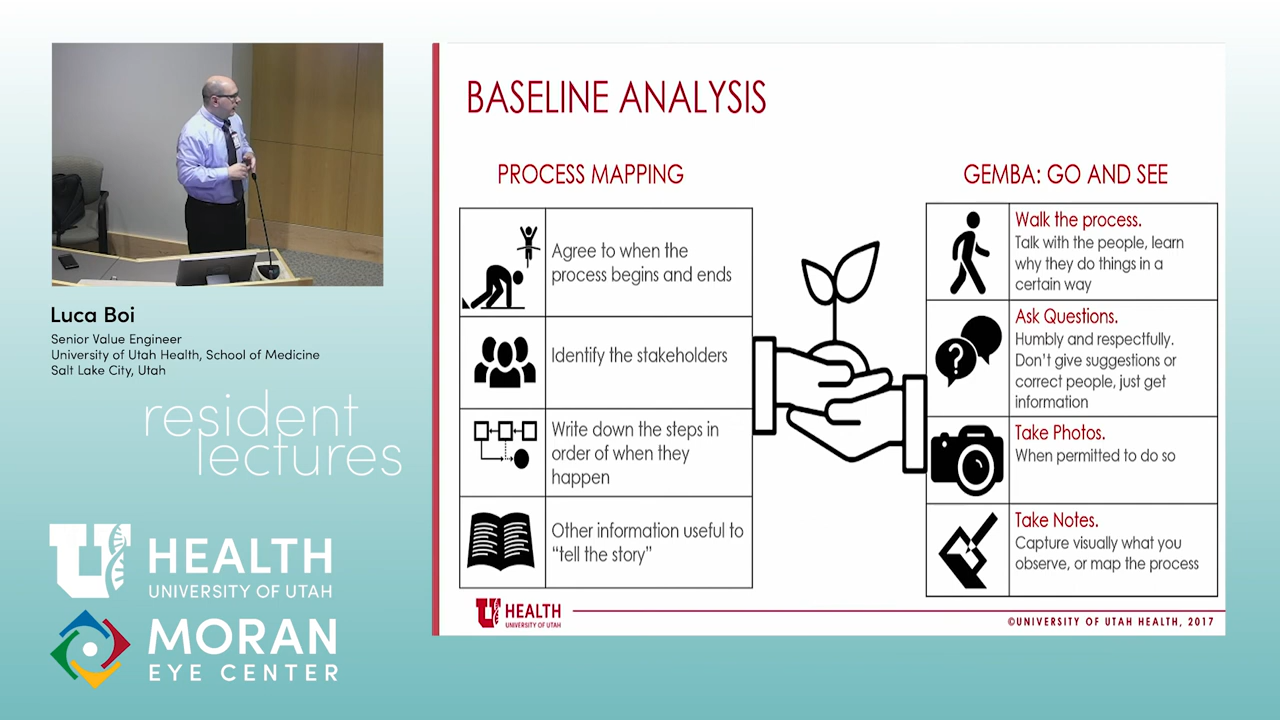 Luca Boi
Senior Value Engineer
University of Utah Health, School of Medicine
Salt Lake City, Utah
resident
lectures
U
HEALTH
UNIVERSITY OF UTAH
MORAN
EYE CENTER
BASELINE ANALYSIS
PROCESS MAPPING
Agree to when the
process begins and ends
Identify the stakeholders
Write down the steps in
order of when they
happen
Other information useful to
“tell the story”
GEMBA: GO AND SEE
Walk the process.
Talk with the people, learn
why they do things in a
certain way
?
Ask Questions.
Humbly and respectfully.
Don’t give suggestions or
correct people, just get
information
Take Photos.
When permitted to do so
Take Notes.
Capture visually what you
observe, or map the process
U
HEALTH
UNIVERSITY OF UTAH
©UNIVERSITY OF UTAH HEALTH, 2017